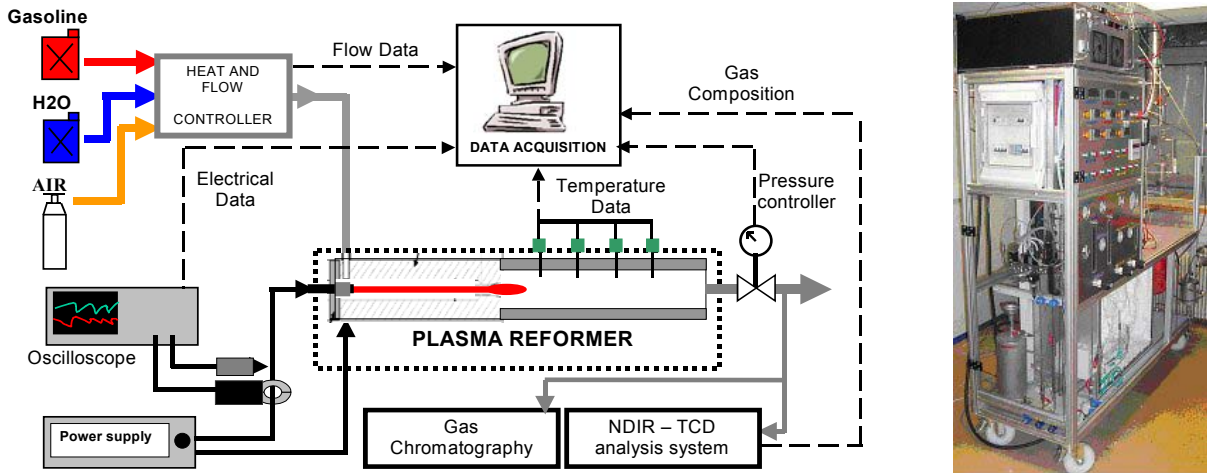 Gasoline
H2O
AIR
HEAT AND
FLOW
CONTROLLER
Flow Data
DATA ACQUISITION
Gas
Composition
Electrical
Data
Temperature
Data
Pressure
controller
PLASMA REFORMER
Oscilloscope
Power supply
Gas
Chromatography
NDIR – TCD
analysis system